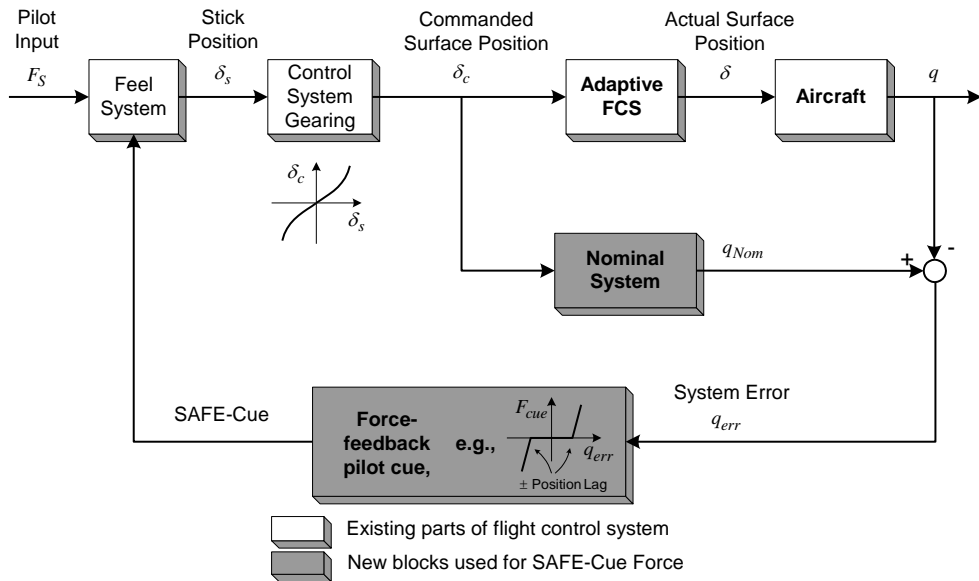 Pilot
Input
F_S
Stick
Position
δ_s
Commanded
Surface Position
δ_c
Actual Surface
Position
δ
q
Feel
System
Control
System
Gearing
Adaptive
FCS
Aircraft
δ_c
δ_s
Nominal
System
q_Nom
+
-
SAFE-Cue
Force-
feedback
pilot cue,
e.g.,
F_cue
q_err
± Position Lag
System Error
q_err
Existing parts of flight control system
New blocks used for SAFE-Cue Force